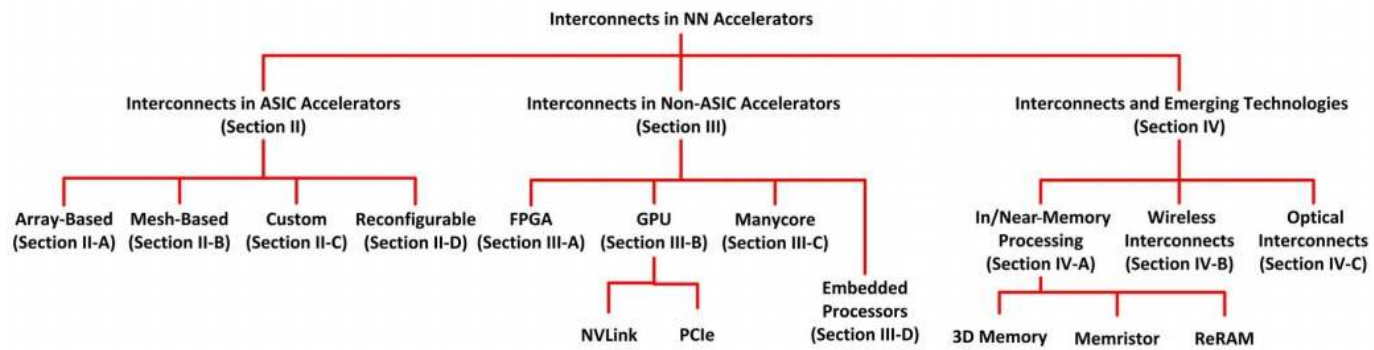 Interconnects in NN Accelerators
Interconnects in ASIC Accelerators
(Section II)
Interconnects in Non-ASIC Accelerators
(Section III)
Interconnects and Emerging Technologies
(Section IV)
Array-Based
(Section II-A)
Mesh-Based
(Section II-B)
Custom
(Section II-C)
Reconfigurable
(Section II-D)
FPGA
(Section III-A)
GPU
(Section III-B)
Manycore
(Section III-C)
Embedded
Processors
(Section III-D)
In/Near-Memory
Processing
(Section IV-A)
Wireless
Interconnects
(Section IV-B)
Optical
Interconnects
(Section IV-C)
NVLink
PCIe
3D Memory
Memristor
ReRAM